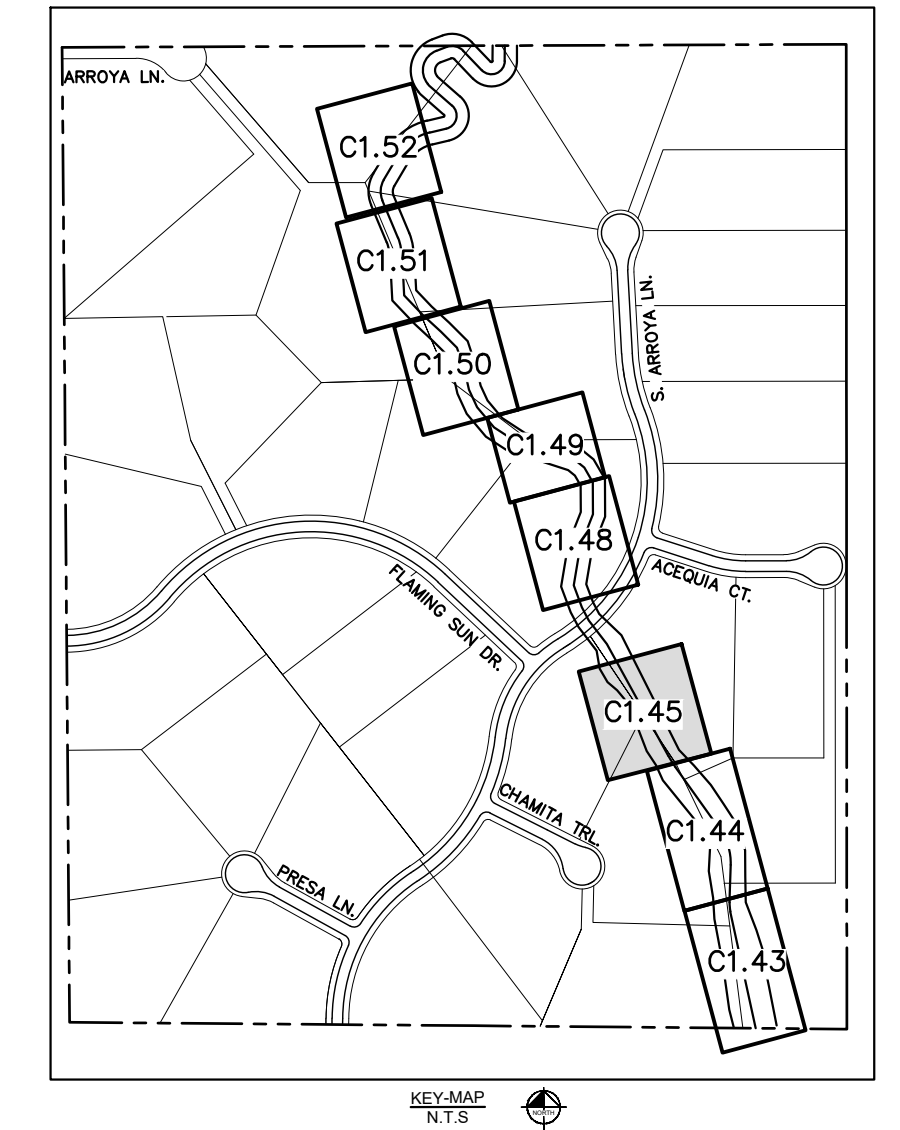 ARROYA LN.
C1.52
C1.51
S. ARROYA LN.
C1.50
C1.49
C1.48
ACEQUIA CT.
FLAMING SUN DR.
C1.45
CHAMITA TRL.
C1.44
PRESA LN.
C1.43
KEY-MAP
N.T.S
NORTH